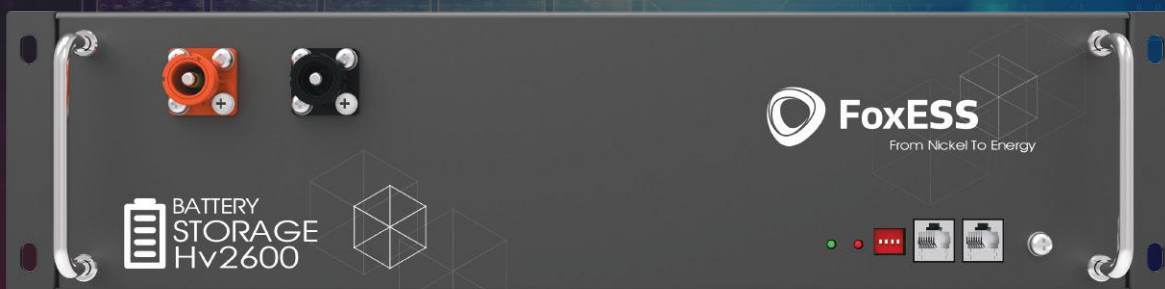 FoxESS
From Nickel To Energy
BATTERY
STORAGE
Hv2600